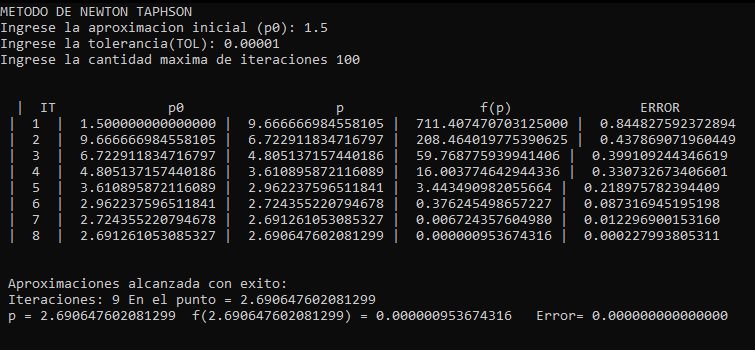 METODO DE NEWTON TAPHSON
Ingrese la aproximacion inicial (p0): 1.5
Ingrese la tolerancia(TOL): 0.00001
Ingrese la cantidad maxima de iteraciones 100
| IT p0 p f(p) ERROR
| 1 | 1.500000000000000 | 9.666666984558105 | 711.407470703125000 | 0.844827592372894
| 2 | 9.666666984558105 | 6.722911834716797 | 208.464019775390625 | 0.437869071960449
| 3 | 6.722911834716797 | 4.805137157440186 | 59.768775939941406 | 0.399109244346619
| 4 | 4.805137157440186 | 3.610895872116089 | 16.003774642944336 | 0.330732673406601
| 5 | 3.610895872116089 | 2.962237596511841 | 3.443490982055664 | 0.218975782394409
| 6 | 2.962237596511841 | 2.724355220794678 | 0.376245498657227 | 0.087316945195198
| 7 | 2.724355220794678 | 2.691261053085327 | 0.006724357604980 | 0.012296900153160
| 8 | 2.691261053085327 | 2.690647602081299 | 0.000000953674316 | 0.000227993805311
Aproximaciones alcanzada con exito:
Iteraciones: 9 En el punto = 2.690647602081299
p = 2.690647602081299 f(2.690647602081299) = 0.000000953674316 Error= 0.000000000000000